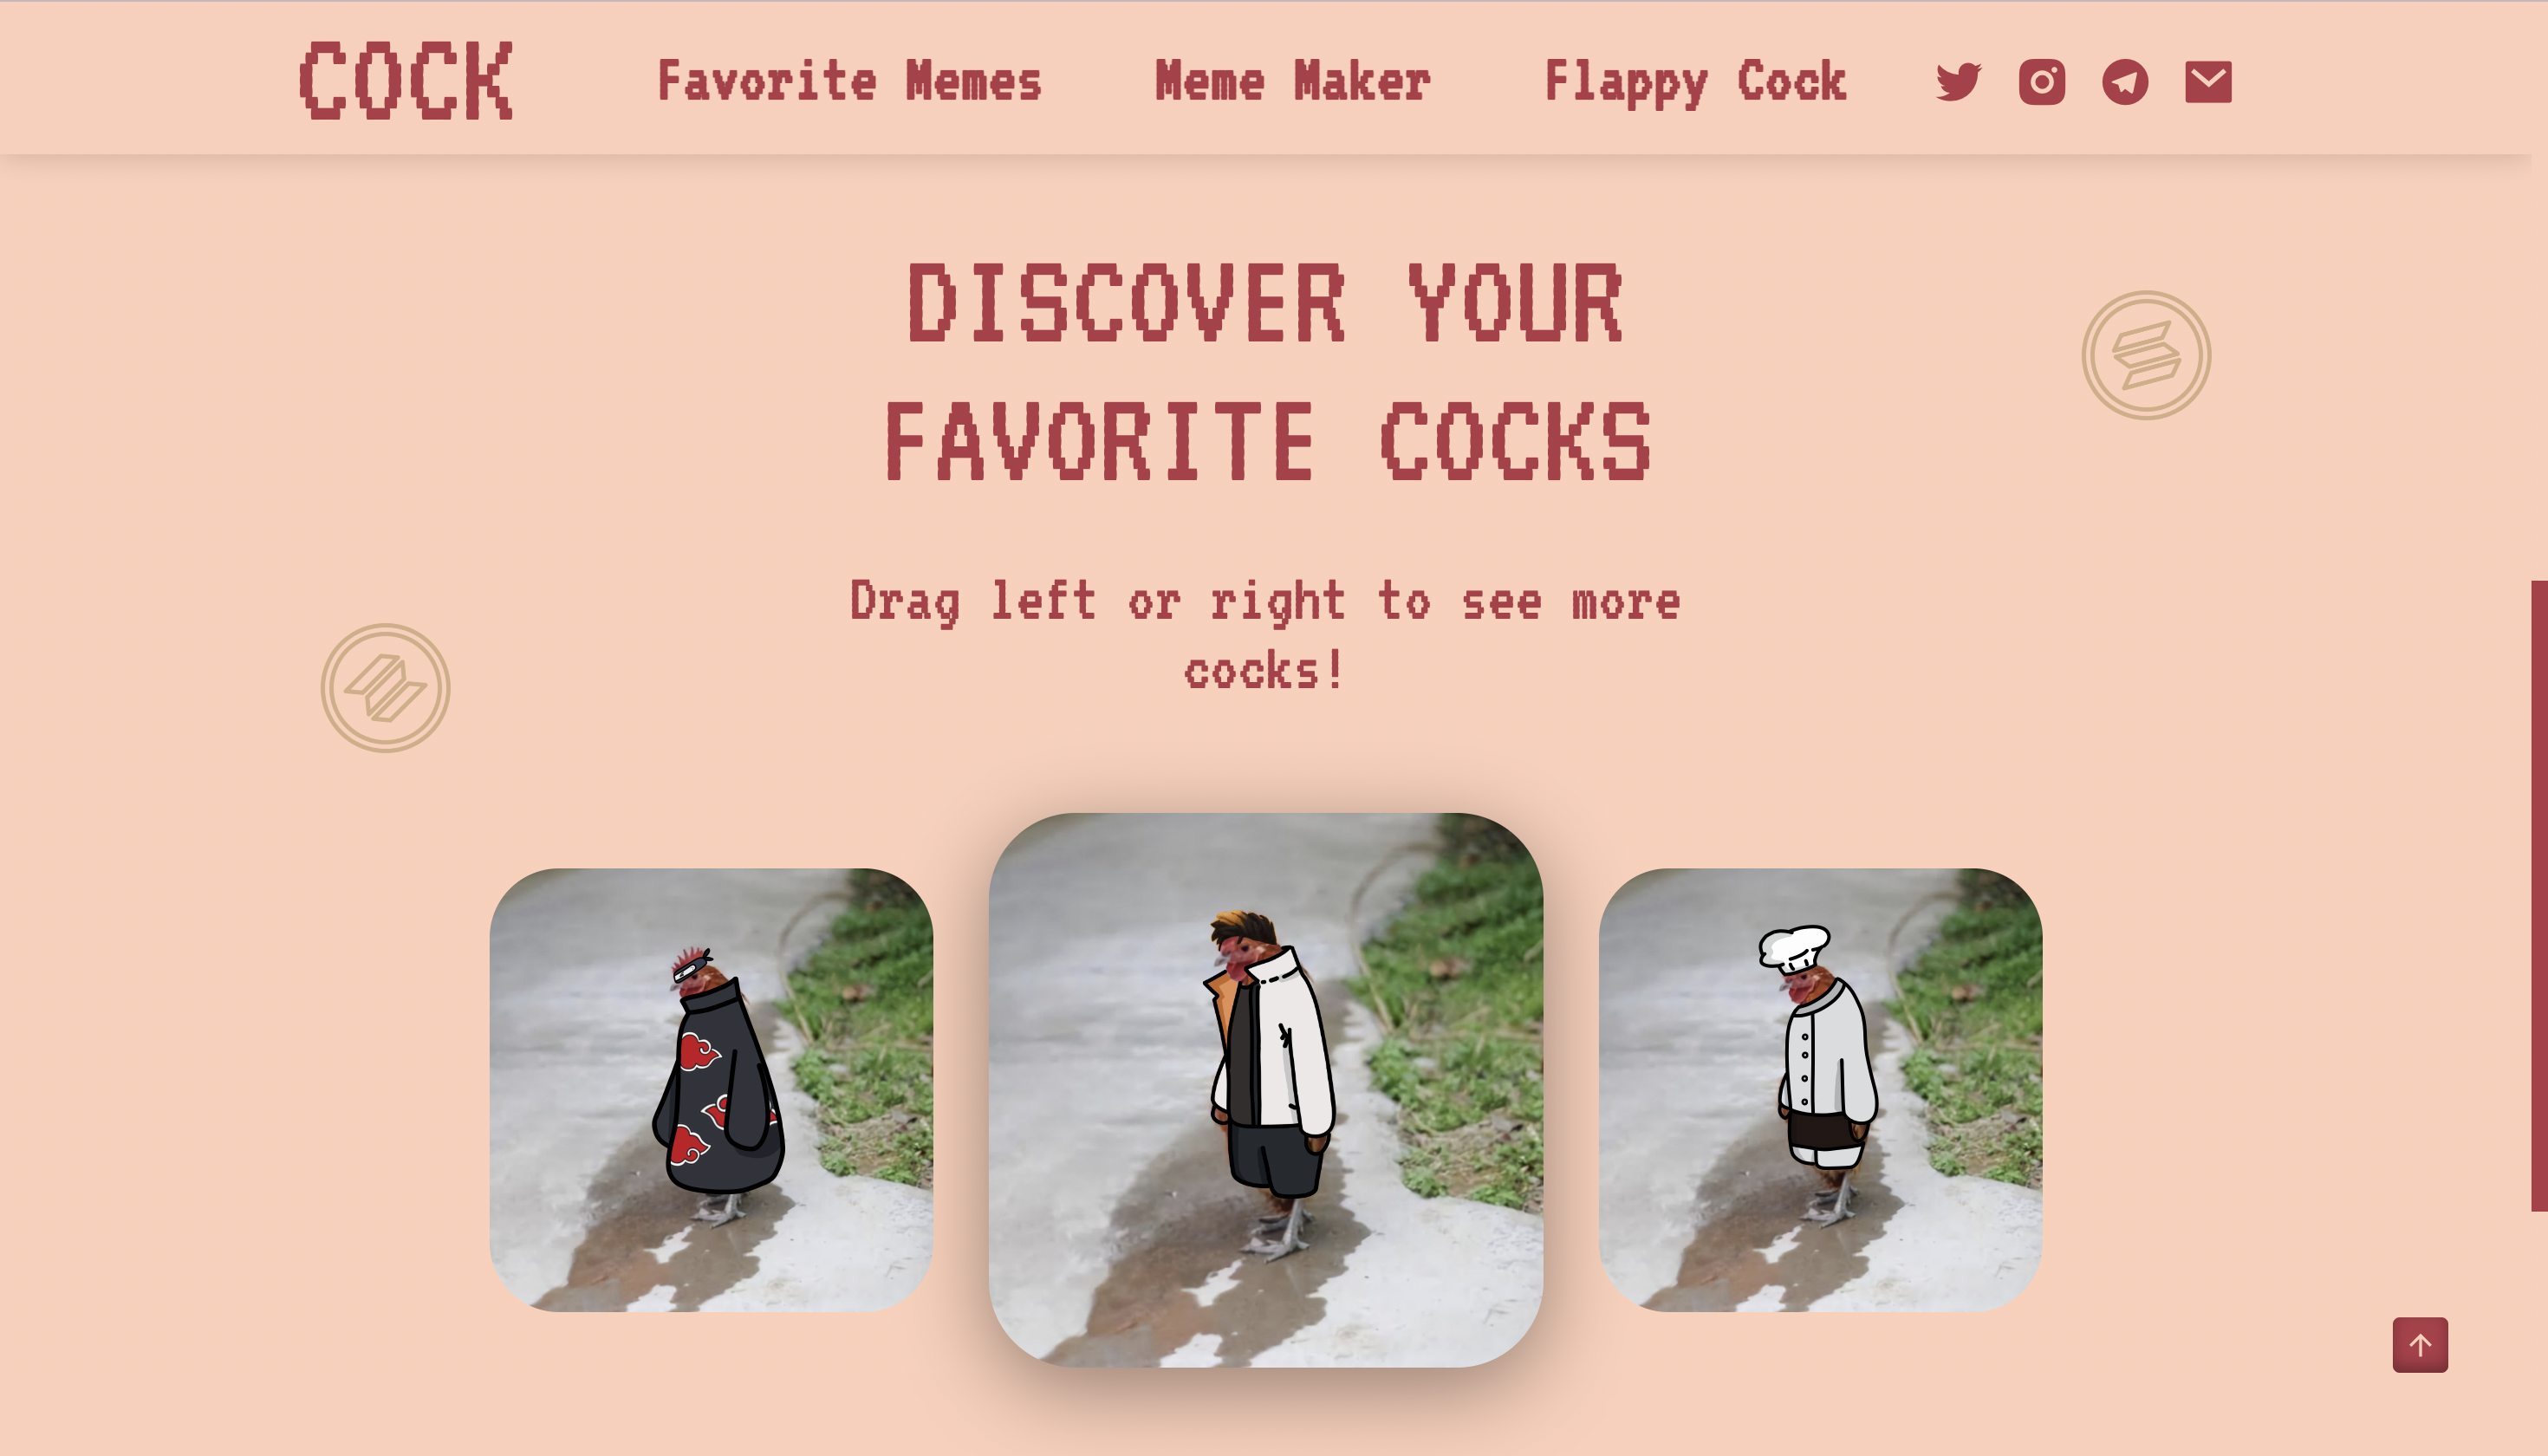 COCK
Favorite Memes
Meme Maker
Flappy Cock
DISCOVER YOUR
FAVORITE COCKS
Drag left or right to see more
cocks!